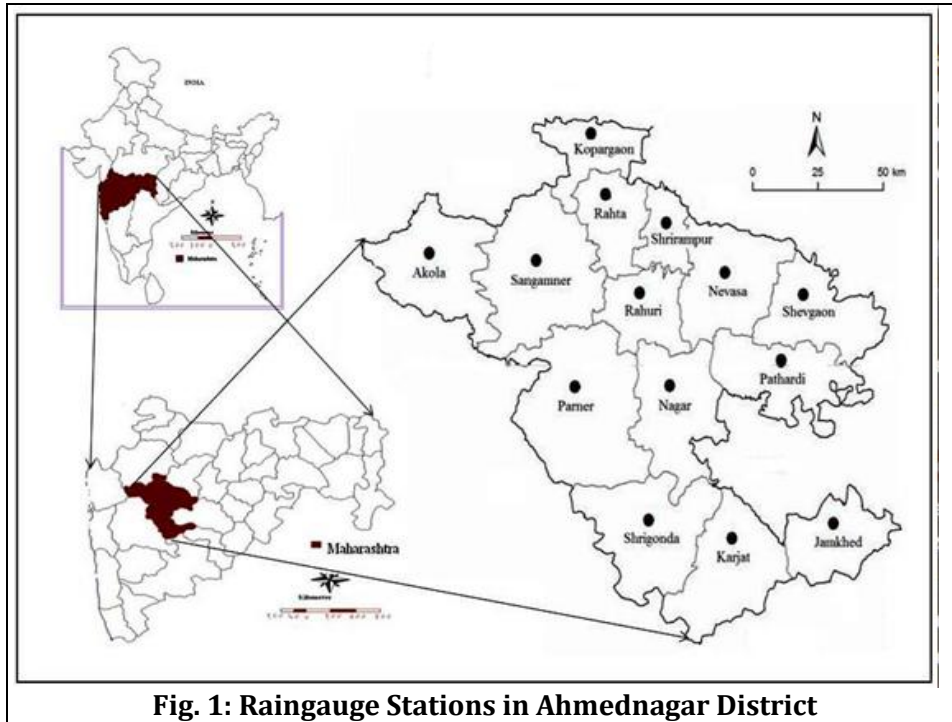 INDIA
Maharashtra
N
0 25 50 km
Kopargaon
Rahta
Shrirampur
Akola
Sangamner
Nevasa
Rahuri
Shevgaon
Pathardi
Parner
Nagar
Shrigonda
Karjat
Jamkhed
Maharashtra
Kilometers
Fig. 1: Raingauge Stations in Ahmednagar District